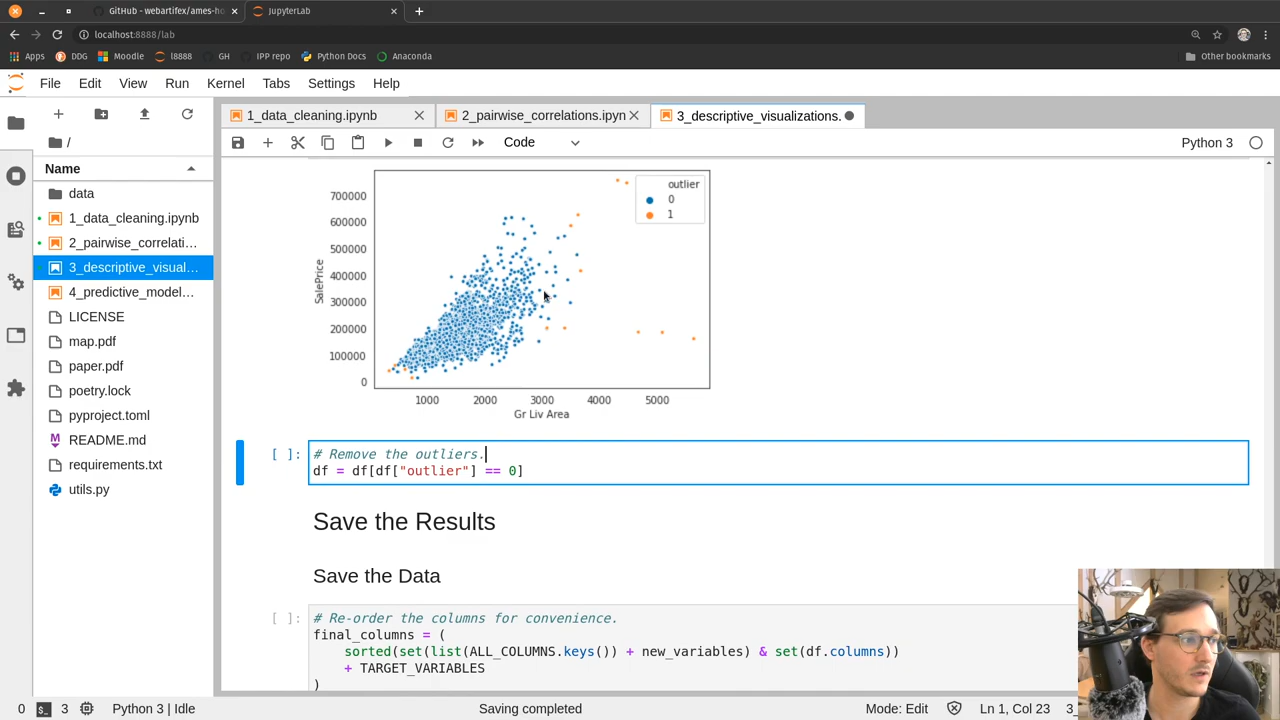 GitHub - webartifex/ames-ho
JupyterLab
localhost:8888/lab
Apps
DDG
Moodle
l8888
GH
IPP repo
Python Docs
Anaconda
Other bookmarks
File
Edit
View
Run
Kernel
Tabs
Settings
Help
1_data_cleaning.ipynb
2_pairwise_correlations.ipyn
3_descriptive_visualizations.
Code
Python 3
/
Name
data
1_data_cleaning.ipynb
2_pairwise_correlati…
3_descriptive_visual…
4_predictive_model…
LICENSE
map.pdf
paper.pdf
poetry.lock
pyproject.toml
README.md
requirements.txt
utils.py
outlier
0
1
700000
600000
500000
400000
300000
200000
100000
0
SalePrice
1000 2000 3000 4000 5000
Gr Liv Area
[ ]: # Remove the outliers.
df = df[df["outlier"] == 0]
Save the Results
Save the Data
[ ]: # Re-order the columns for convenience.
final_columns = (
sorted(set(list(ALL_COLUMNS.keys()) + new_variables) & set(df.columns))
+ TARGET_VARIABLES
)
0
3
Python 3 | Idle
Saving completed
Mode: Edit
Ln 1, Col 23
3_